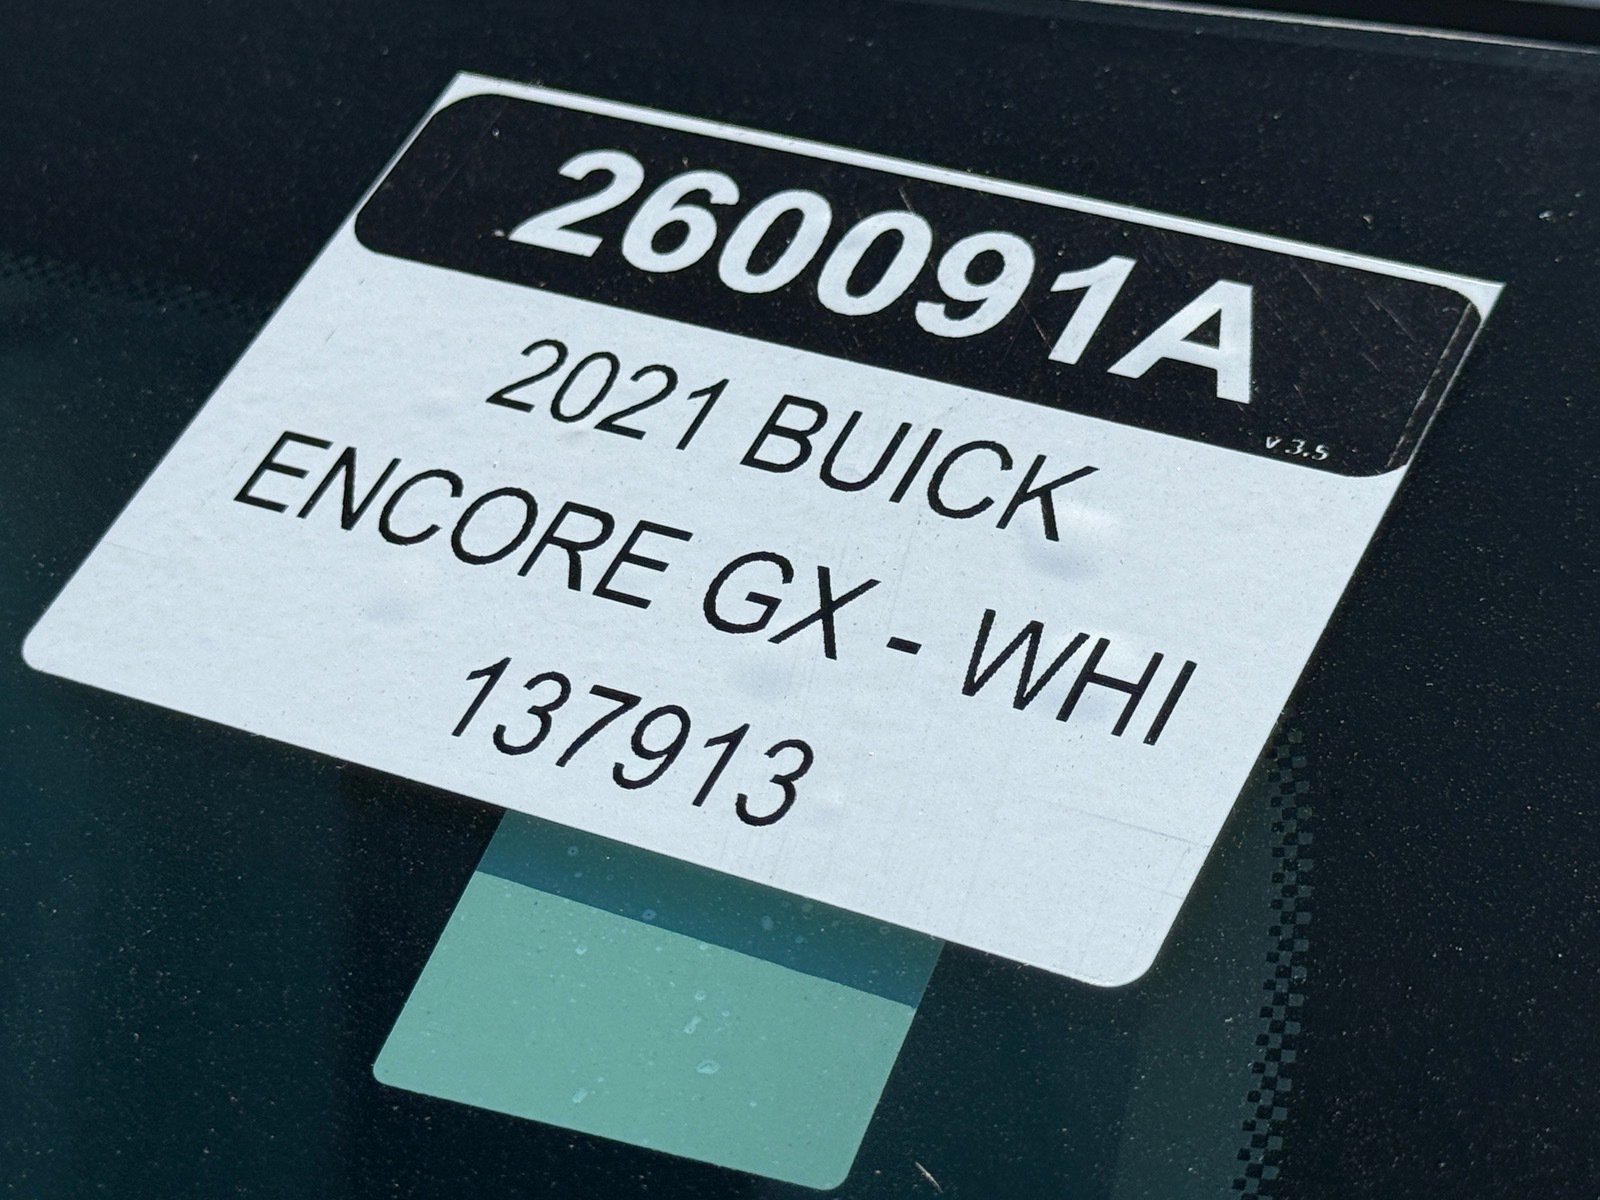 260091A
v 3.5
2021 BUICK
ENCORE GX - WHI
137913